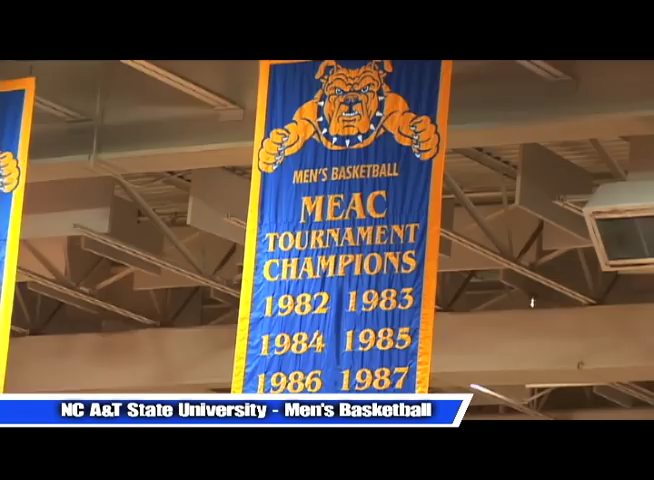 MEN'S BASKETBALL
MEAC
TOURNAMENT
CHAMPIONS
1982 1983
1984 1985
1986 1987
NC A&T State University - Men's Basketball